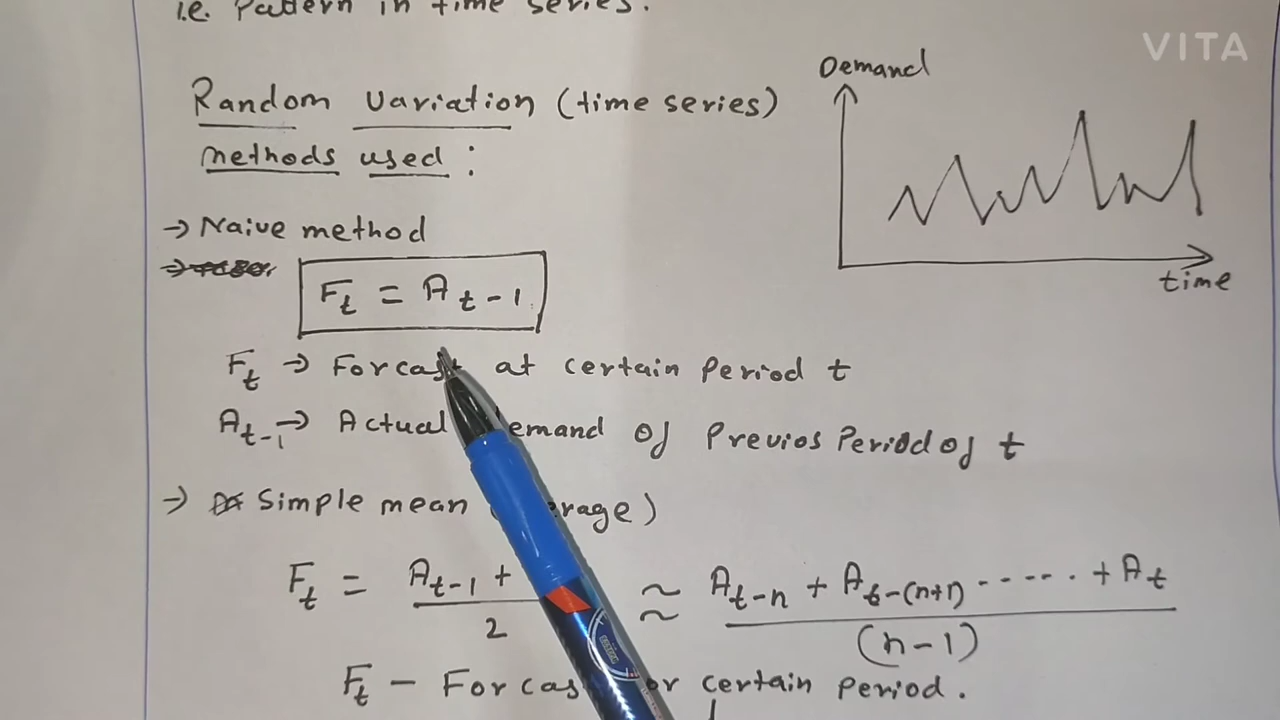 i.e. Pattern in time series.
VITA
Random Variation (time series)
methods used:
Demand
time
→ Naive method
→
F_t = A_t-1
F_t → Forcast at certain Period t
A_t-1 → Actual emand of Previos Period of t
→ Simple mean erage)
F_t = A_t-1 + / 2 ≈ A_t-n + A_t-(n+1) ------ + A_t / (n-1)
F_t - Forcas or certain Period.